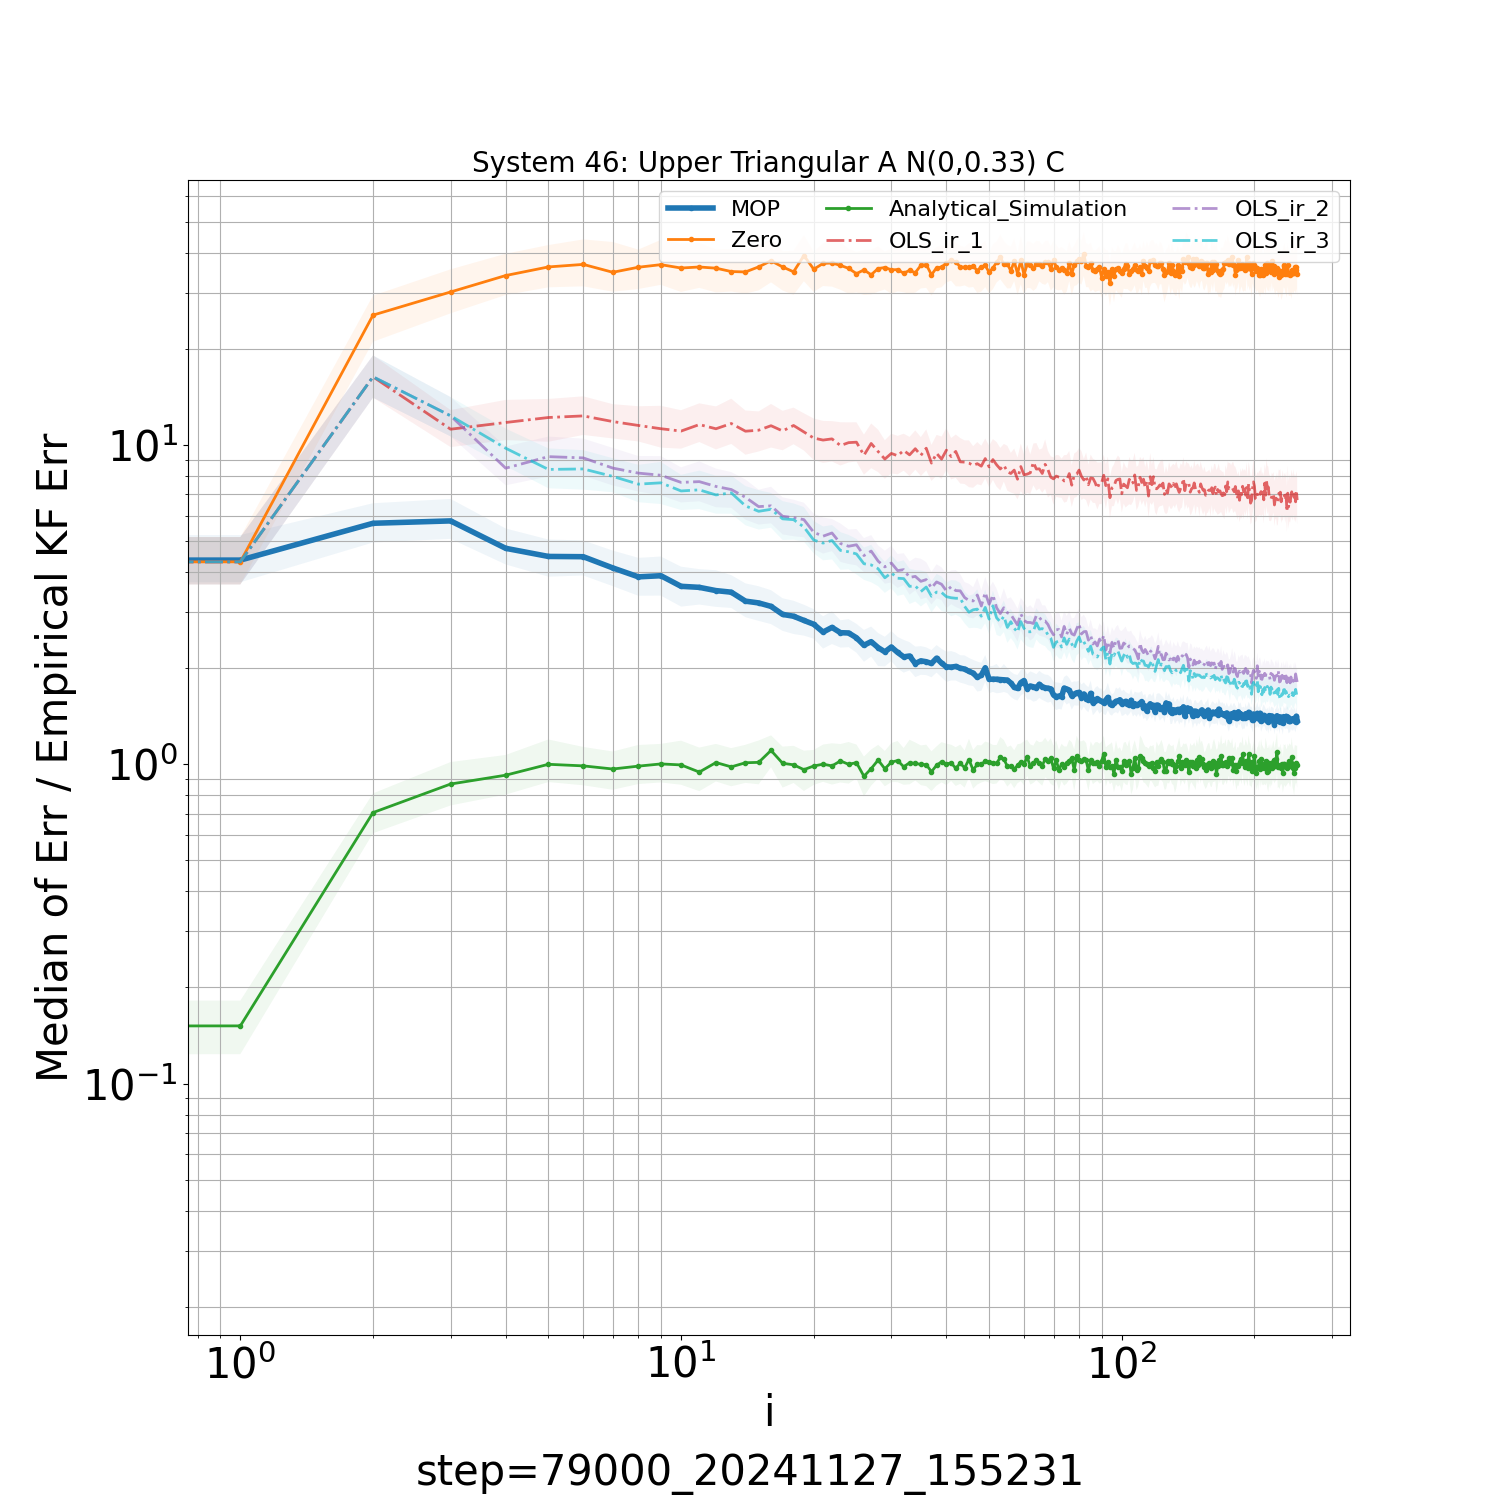 System 46: Upper Triangular A N(0,0.33) C
MOP
Zero
Analytical_Simulation
OLS_ir_1
OLS_ir_2
OLS_ir_3
Median of Err / Empirical KF Err
10¹
10⁰
10⁻¹
10⁰ 10¹ 10²
i
step=79000_20241127_155231